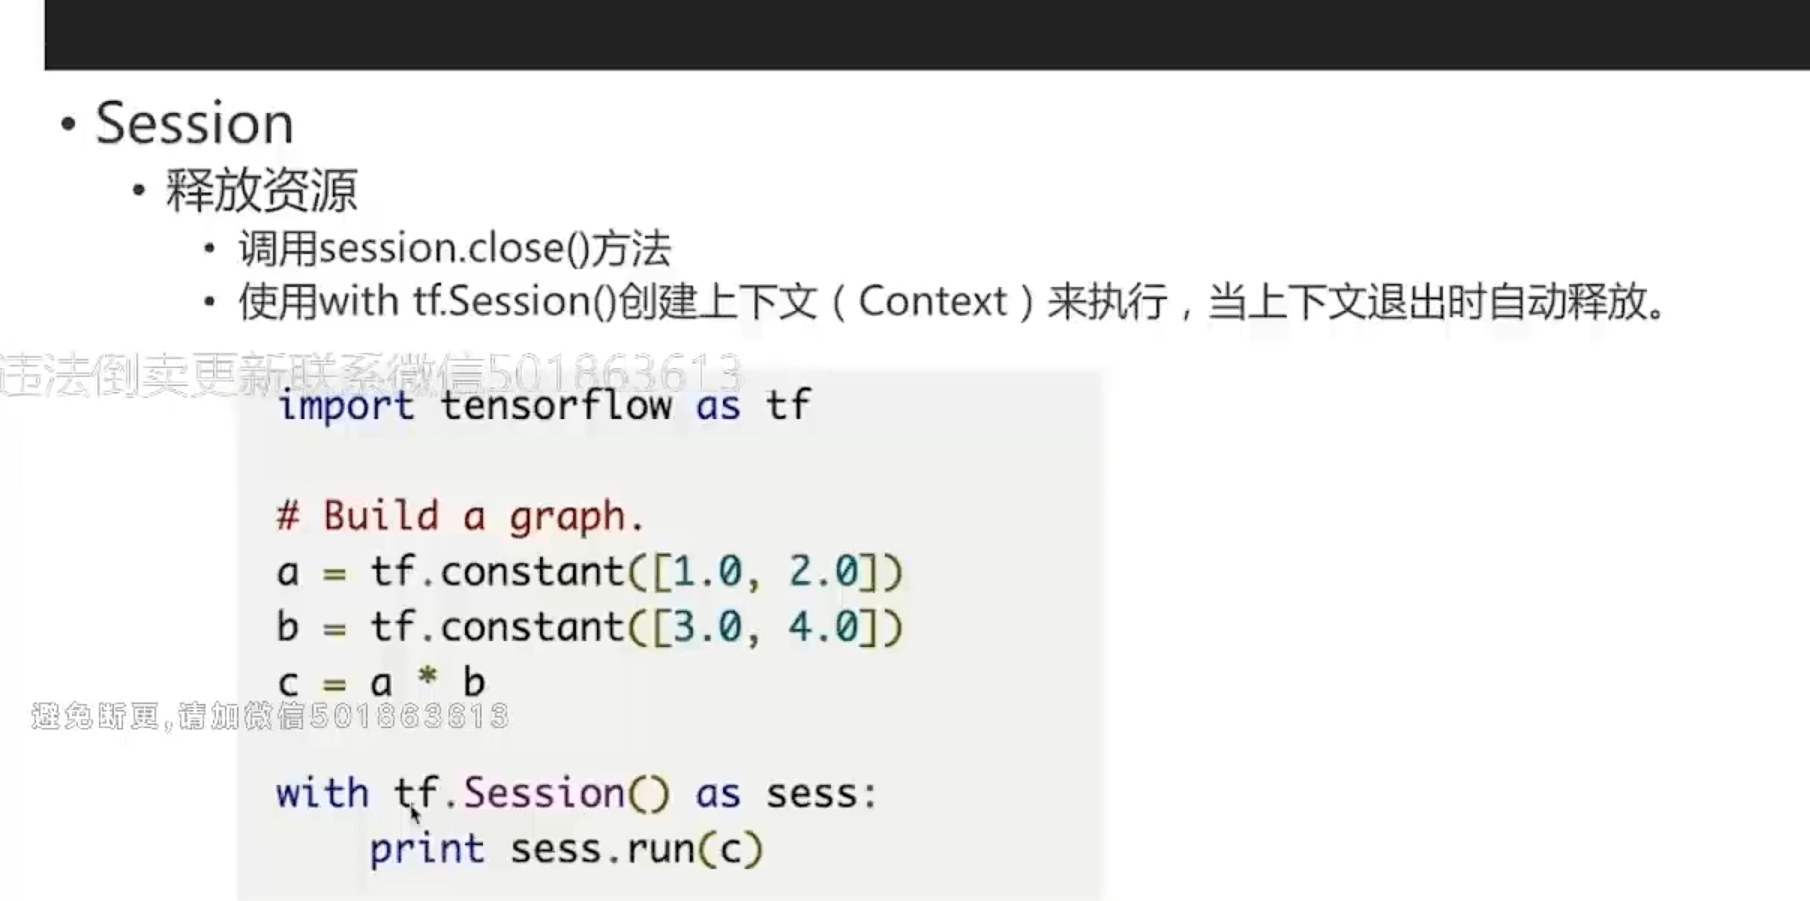 • Session
• 释放资源
• 调用session.close()方法
• 使用with tf.Session()创建上下文（Context）来执行，当上下文退出时自动释放。
违法倒卖更新联系微信501863613
import tensorflow as tf
# Build a graph.
a = tf.constant([1.0, 2.0])
b = tf.constant([3.0, 4.0])
c = a * b
避免断更,请加微信501863613
with tf.Session() as sess:
print sess.run(c)